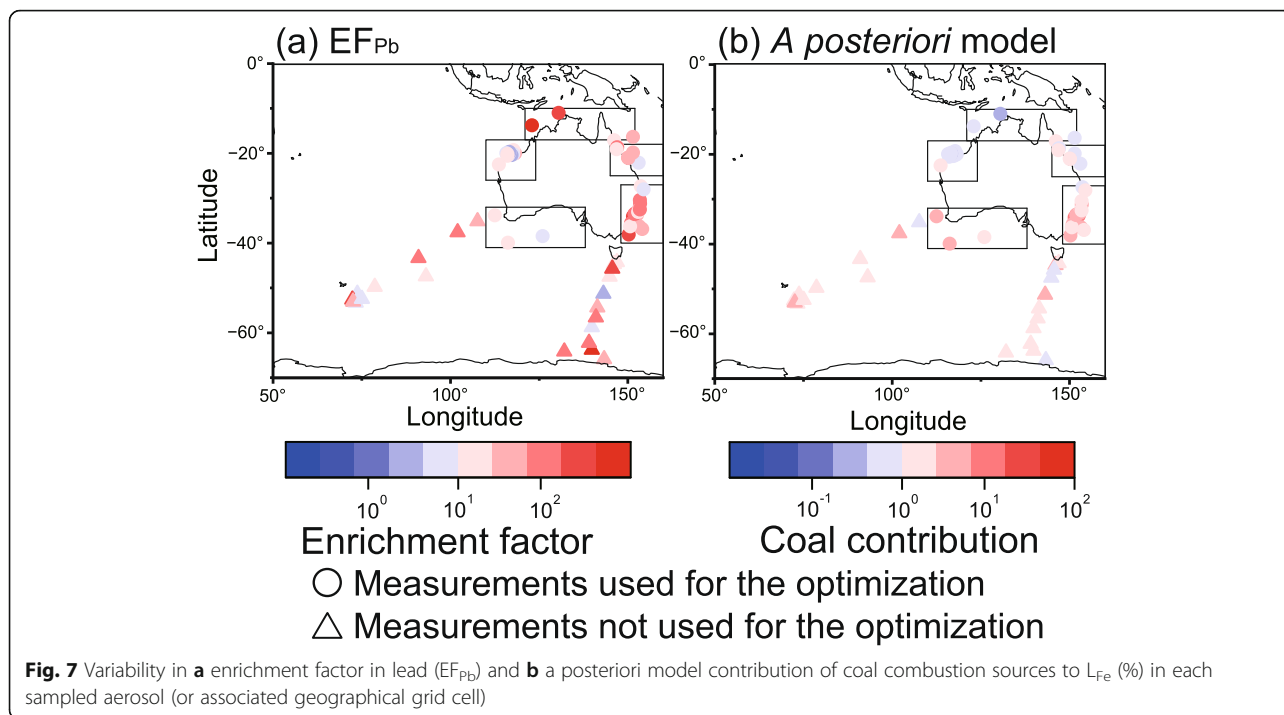 (a) EFPb
(b) A posteriori model
0°
−20°
−40°
−60°
Latitude
50°
100°
150°
Longitude
0°
−20°
−40°
−60°
50°
100°
150°
Longitude
10⁰
10¹
10²
Enrichment factor
10⁻¹
10⁰
10¹
10²
Coal contribution
○ Measurements used for the optimization
△ Measurements not used for the optimization
Fig. 7 Variability in a enrichment factor in lead (EFPb) and b a posteriori model contribution of coal combustion sources to LFe (%) in each
sampled aerosol (or associated geographical grid cell)